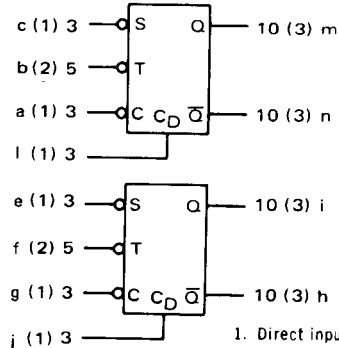 c (1) 3 S Q 10 (3) m
b (2) 5 T
a (1) 3 C C_D Q̅ 10 (3) n
l (1) 3
e (1) 3 S Q 10 (3) i
f (2) 5 T
g (1) 3 C C_D Q̅ 10 (3) h
j (1) 3
1. Direct inpu